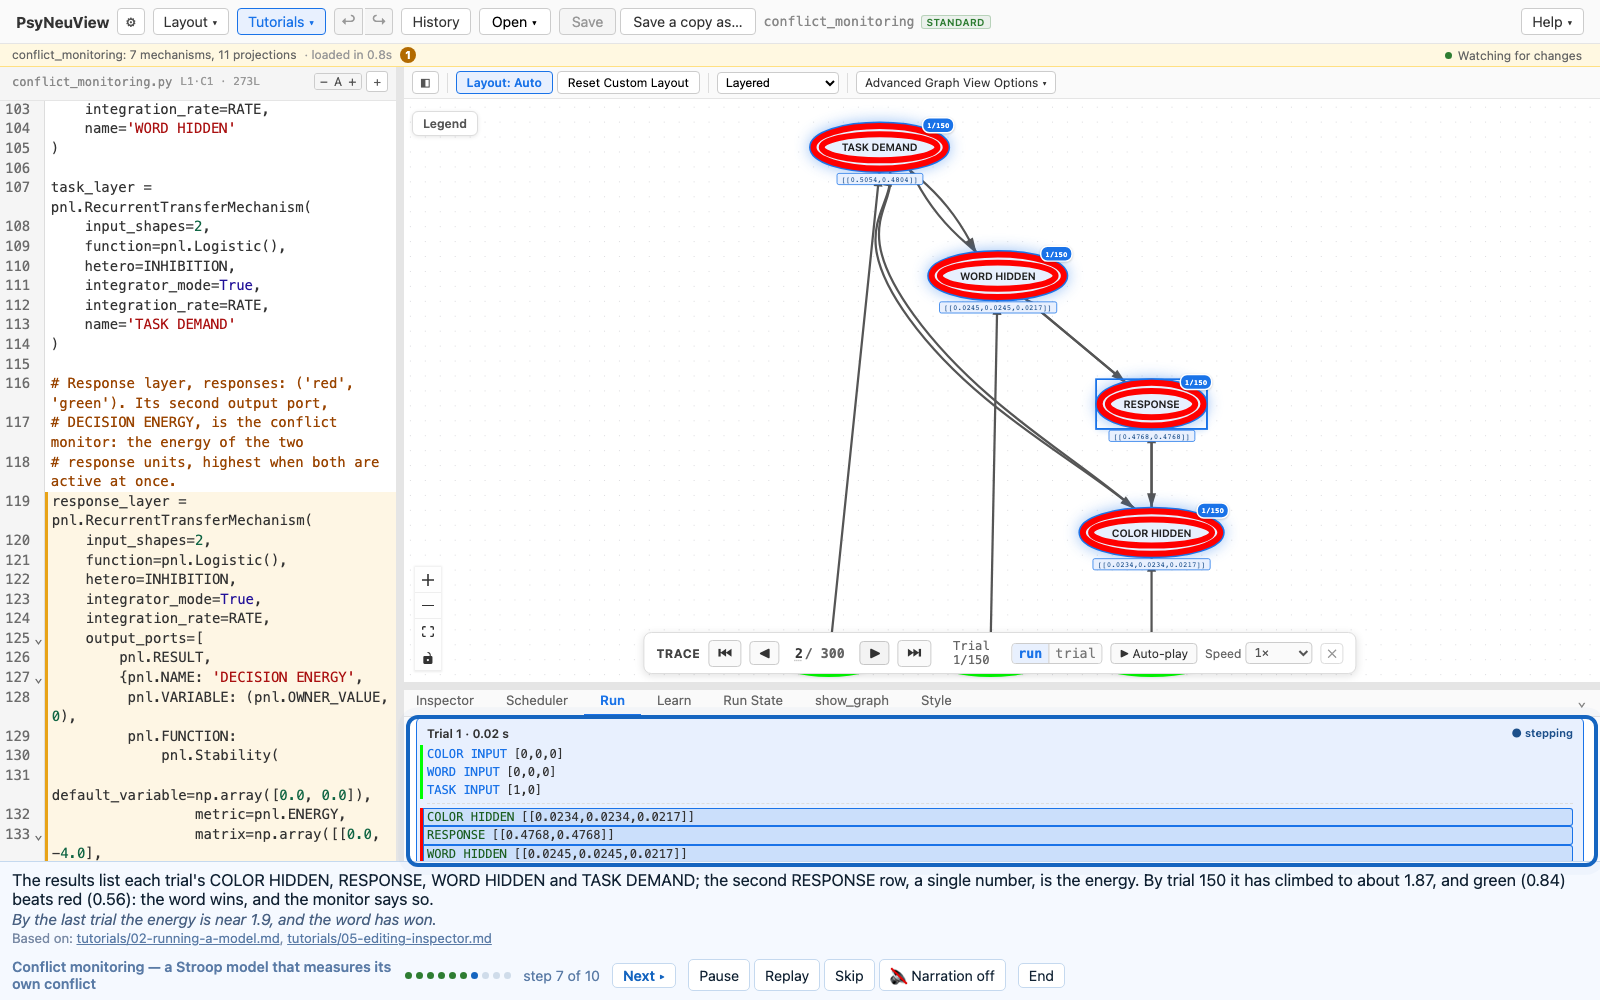 PsyNeuView ⚙ Layout ▾ Tutorials ▾ ↩ ↪ History Open ▾ Save Save a copy as... conflict_monitoring STANDARD Help ▾
conflict_monitoring: 7 mechanisms, 11 projections · loaded in 0.8s 1 Watching for changes
conflict_monitoring.py L1:C1 · 273L − A + +
Layout: Auto Reset Custom Layout Layered Advanced Graph View Options ▾
103 integration_rate=RATE,
104 name='WORD HIDDEN'
105 )
106
107 task_layer =
pnl.RecurrentTransferMechanism(
108 input_shapes=2,
109 function=pnl.Logistic(),
110 hetero=INHIBITION,
111 integrator_mode=True,
112 integration_rate=RATE,
113 name='TASK DEMAND'
114 )
115
116 # Response layer, responses: ('red',
'green'). Its second output port,
117 # DECISION ENERGY, is the conflict
monitor: the energy of the two
118 # response units, highest when both are
active at once.
119 response_layer =
pnl.RecurrentTransferMechanism(
120 input_shapes=2,
121 function=pnl.Logistic(),
122 hetero=INHIBITION,
123 integrator_mode=True,
124 integration_rate=RATE,
125 output_ports=[
126 pnl.RESULT,
127 {pnl.NAME: 'DECISION ENERGY',
128 pnl.VARIABLE: (pnl.OWNER_VALUE,
0),
129 pnl.FUNCTION:
130 pnl.Stability(
131
default_variable=np.array([0.0, 0.0]),
132 metric=pnl.ENERGY,
133 matrix=np.array([[0.0,
−4.0],
Legend
1/150
TASK DEMAND
[[0.5054,0.4804]]
1/150
WORD HIDDEN
[[0.0245,0.0245,0.0217]]
1/150
RESPONSE
[[0.4768,0.4768]]
1/150
COLOR HIDDEN
[[0.0234,0.0234,0.0217]]
TRACE ⏮ ◀ 2 / 300 ▶ ⏭ Trial 1/150 run trial ▶ Auto-play Speed 1× ×
Inspector Scheduler Run Learn Run State show_graph Style
Trial 1 · 0.02 s stepping
COLOR INPUT [0,0,0]
WORD INPUT [0,0,0]
TASK INPUT [1,0]
COLOR HIDDEN [[0.0234,0.0234,0.0217]]
RESPONSE [[0.4768,0.4768]]
WORD HIDDEN [[0.0245,0.0245,0.0217]]
The results list each trial's COLOR HIDDEN, RESPONSE, WORD HIDDEN and TASK DEMAND; the second RESPONSE row, a single number, is the energy. By trial 150 it has climbed to about 1.87, and green (0.84)
beats red (0.56): the word wins, and the monitor says so.
By the last trial the energy is near 1.9, and the word has won.
Based on: tutorials/02-running-a-model.md, tutorials/05-editing-inspector.md
Conflict monitoring — a Stroop model that measures its
own conflict
step 7 of 10 Next ▸ Pause Replay Skip Narration off End